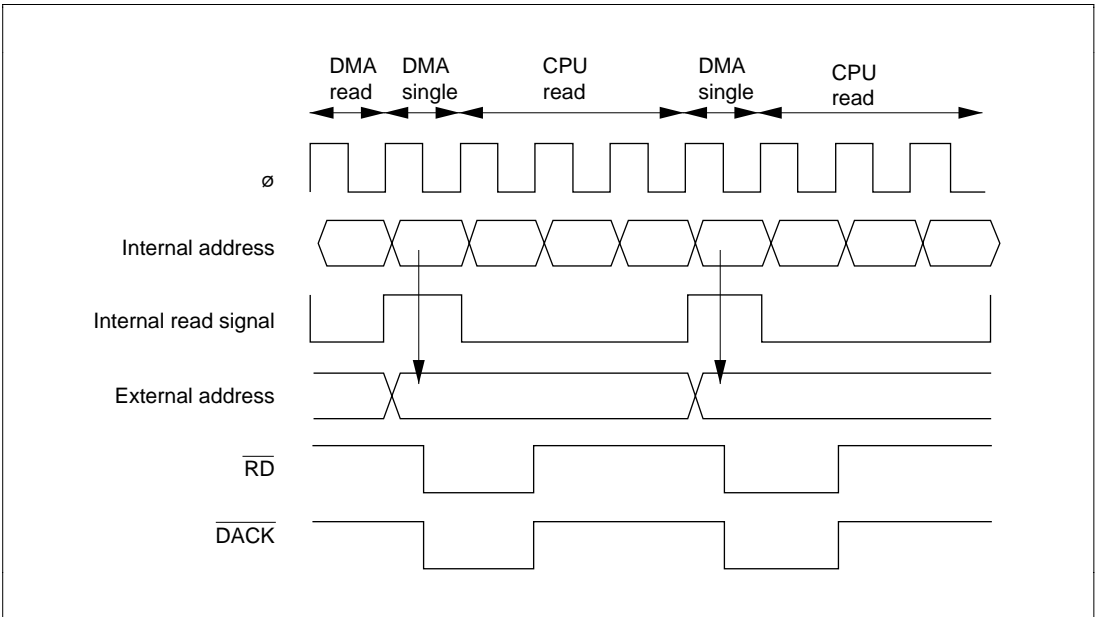 DMA
read
DMA
single
CPU
read
DMA
single
CPU
read
ø
Internal address
Internal read signal
External address
RD
DACK